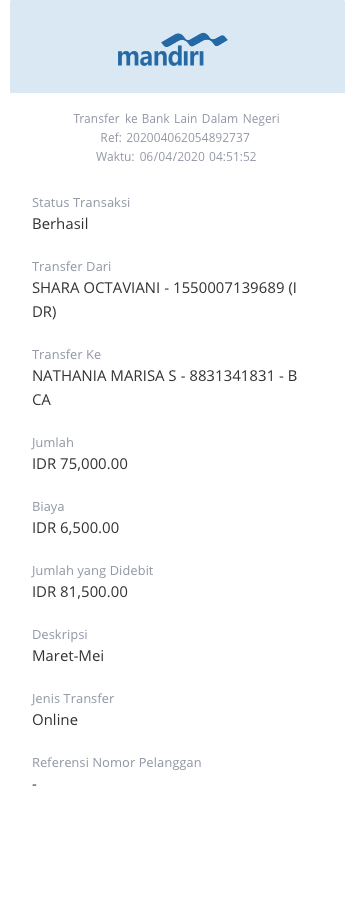 mandiri
Transfer ke Bank Lain Dalam Negeri
Ref: 202004062054892737
Waktu: 06/04/2020 04:51:52
Status Transaksi
Berhasil
Transfer Dari
SHARA OCTAVIANI - 1550007139689 (I
DR)
Transfer Ke
NATHANIA MARISA S - 8831341831 - B
CA
Jumlah
IDR 75,000.00
Biaya
IDR 6,500.00
Jumlah yang Didebit
IDR 81,500.00
Deskripsi
Maret-Mei
Jenis Transfer
Online
Referensi Nomor Pelanggan
-